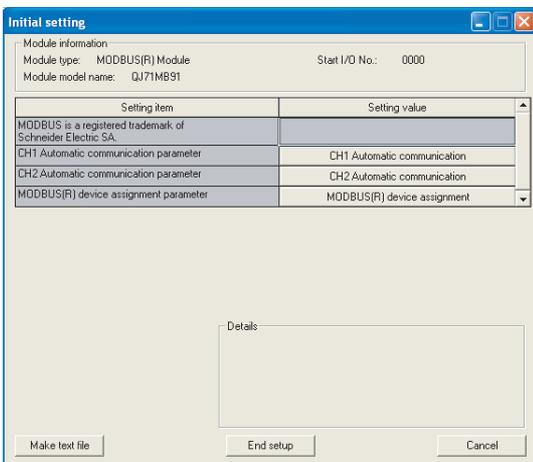 Initial setting
Module information
Module type: MODBUS(R) Module Start I/O No.: 0000
Module model name: QJ71MB91
Setting item Setting value
MODBUS is a registered trademark of
Schneider Electric SA.
CH1 Automatic communication parameter CH1 Automatic communication
CH2 Automatic communication parameter CH2 Automatic communication
MODBUS(R) device assignment parameter MODBUS(R) device assignment
Details
Make text file End setup Cancel